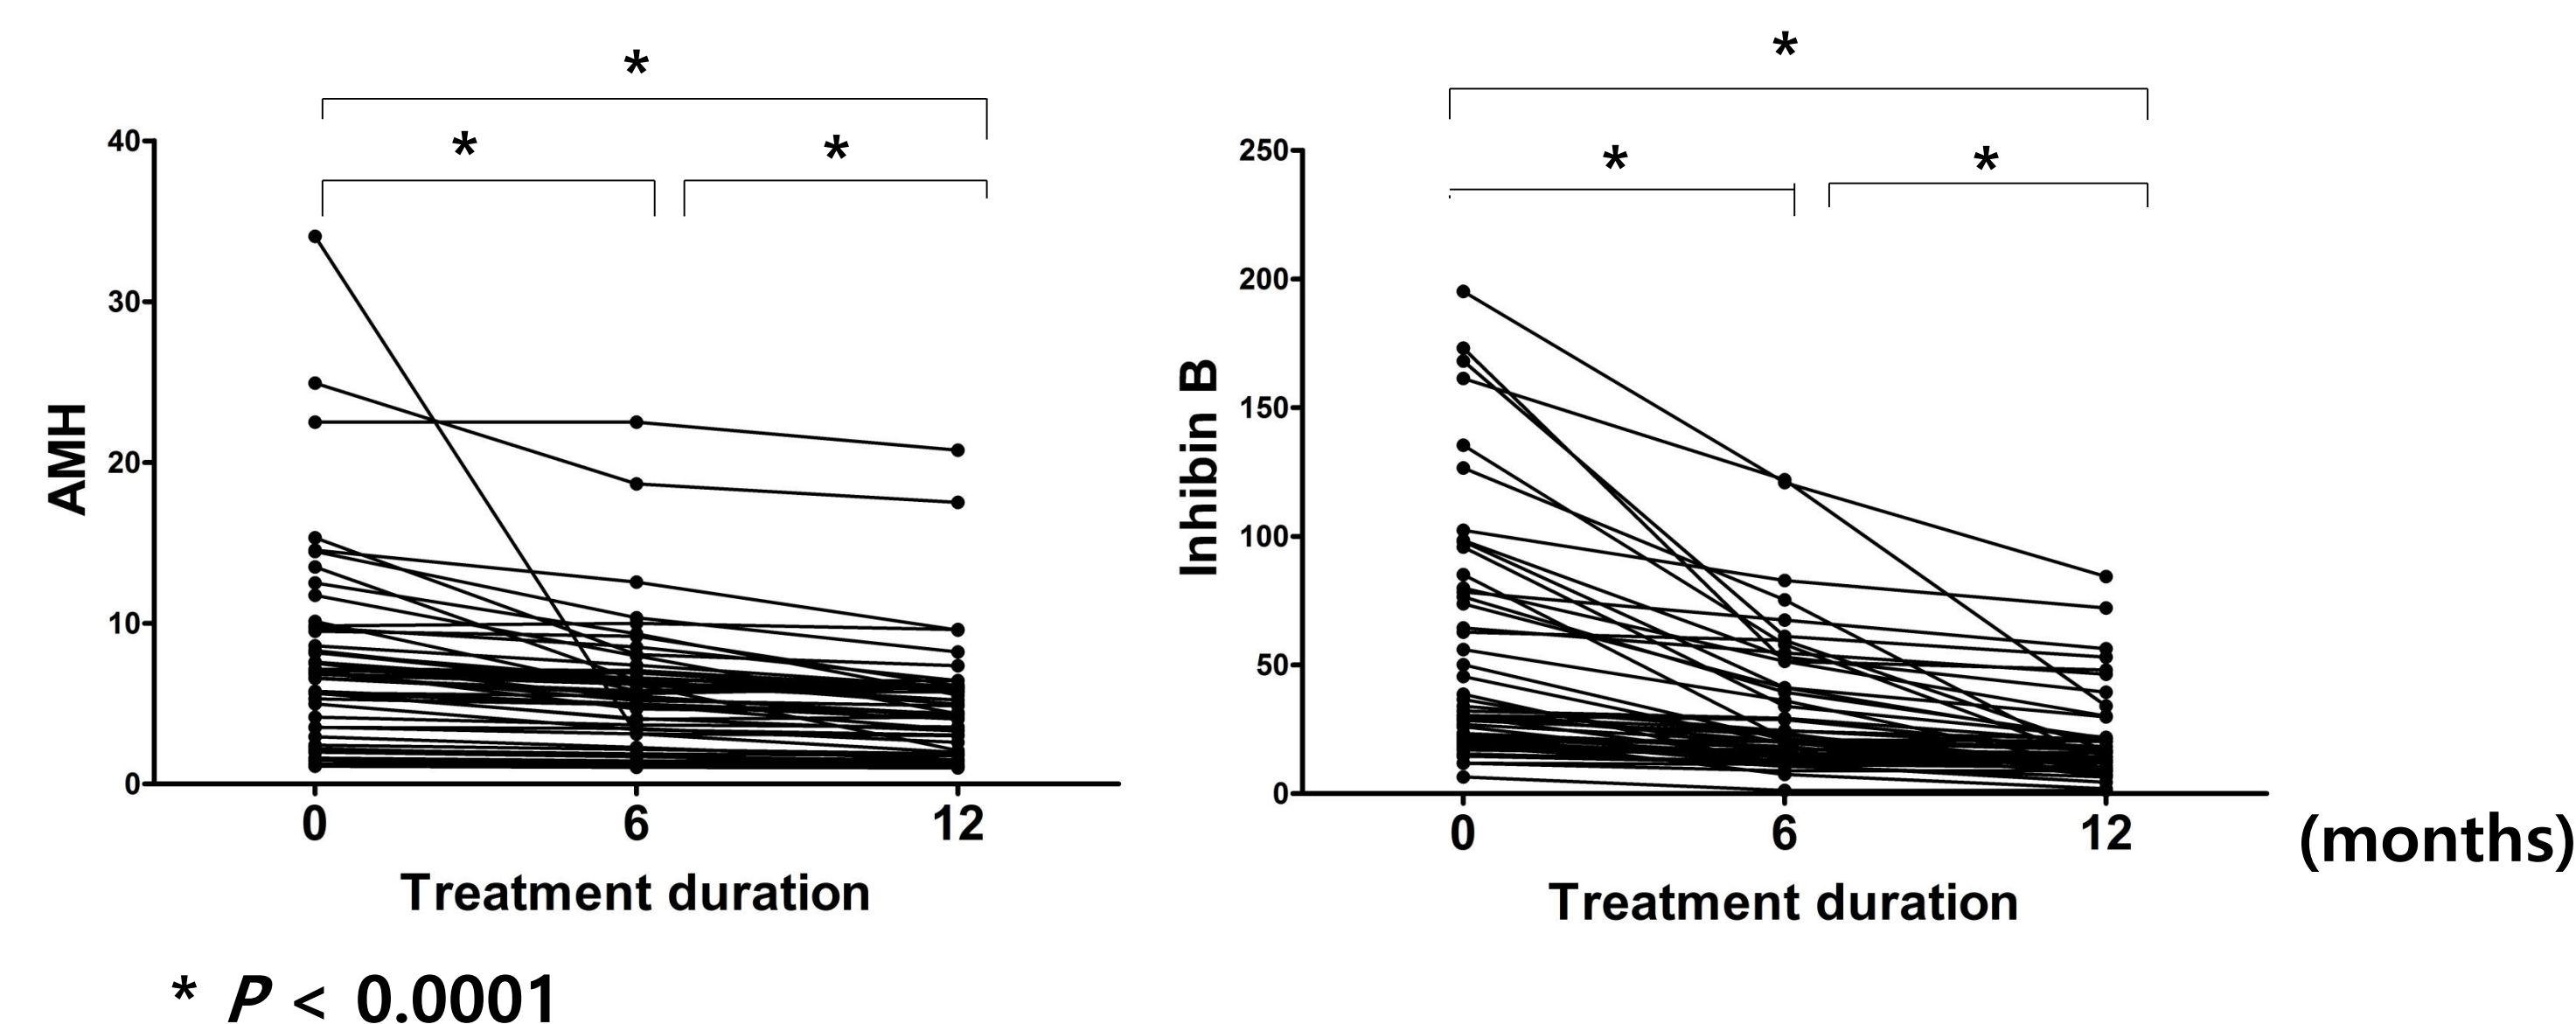 *
* *
40
30
20
10
0
AMH
0 6 12
Treatment duration
* P < 0.0001
*
* *
250
200
150
100
50
0
Inhibin B
0 6 12
(months)
Treatment duration